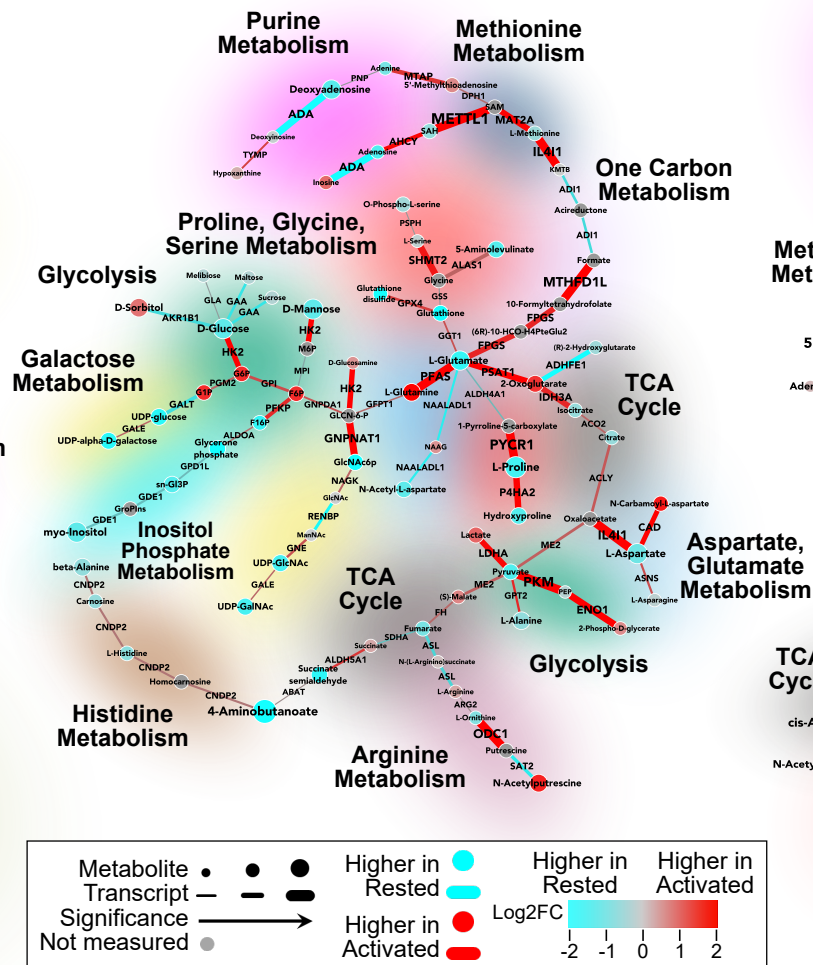 Purine
Metabolism
Methionine
Metabolism
Adenine
PNP
MTAP
5'-Methylthioadenosine
Deoxyadenosine
DPH1
SAM
ADA
METTL1
MAT2A
SAH
L-Methionine
Deoxyinosine
AHCY
TYMP
Adenosine
IL4I1
ADA
KMTB
Hypoxanthine
Inosine
ADI1
One Carbon
Metabolism
Acireductone
ADI1
Formate
MTHFD1L
10-Formyltetrahydrofolate
FPGS
(6R)-10-HCO-H4PteGlu2
FPGS
Proline, Glycine,
Serine Metabolism
O-Phospho-L-serine
PSPH
L-Serine
5-Aminolevulinate
SHMT2
ALAS1
Glycine
GSS
Glutathione
disulfide
GPX4
Glutathione
GGT1
L-Glutamate
Glycolysis
Melibiose
Maltose
GLA
GAA
Sucrose
GAA
D-Sorbitol
AKR1B1
D-Glucose
D-Mannose
HK2
HK2
M6P
MPI
Galactose
Metabolism
G6P
PGM2
GPI
G1P
F6P
GALT
PFKP
GNPDA1
UDP-glucose
GALE
F16P
UDP-alpha-D-galactose
ALDOA
Glycerone
phosphate
GPD1L
sn-Gl3P
GDE1
GroPIns
GDE1
myo-Inositol
Inositol
Phosphate
Metabolism
D-Glucosamine
HK2
GFPT1
GLCN-6-P
L-Glutamine
PFAS
PSAT1
2-Oxoglutarate
ADHFE1
(R)-2-Hydroxyglutarate
IDH3A
Isocitrate
ACO2
Citrate
ACLY
TCA
Cycle
GNPNAT1
GlcNAc6p
NAGK
GlcNAc
RENBP
ManNAc
GNE
UDP-GlcNAc
GALE
UDP-GalNAc
NAALADL1
ALDH4A1
NAAG
NAALADL1
N-Acetyl-L-aspartate
1-Pyrroline-5-carboxylate
PYCR1
L-Proline
P4HA2
Hydroxyproline
N-Carbamoyl-L-aspartate
Oxaloacetate
CAD
IL4I1
L-Aspartate
ASNS
L-Asparagine
Aspartate,
Glutamate
Metabolism
Lactate
LDHA
ME2
Pyruvate
PKM
PEP
ME2
GPT2
ENO1
(S)-Malate
L-Alanine
2-Phospho-D-glycerate
Glycolysis
TCA
Cycle
FH
Fumarate
SDHA
Succinate
ALDH5A1
Succinate
semialdehyde
ABAT
4-Aminobutanoate
ASL
N-(L-Arginino)succinate
ASL
L-Arginine
ARG2
L-Ornithine
ODC1
Putrescine
SAT2
N-Acetylputrescine
Arginine
Metabolism
beta-Alanine
CNDP2
Carnosine
CNDP2
L-Histidine
CNDP2
Homocarnosine
CNDP2
Histidine
Metabolism
Met
Met
5
Ader
TCA
Cyc
cis-A
N-Acety
Metabolite
Transcript
Significance
Not measured
Higher in
Rested
Higher in
Activated
Higher in
Rested
Higher in
Activated
Log2FC
-2 -1 0 1 2